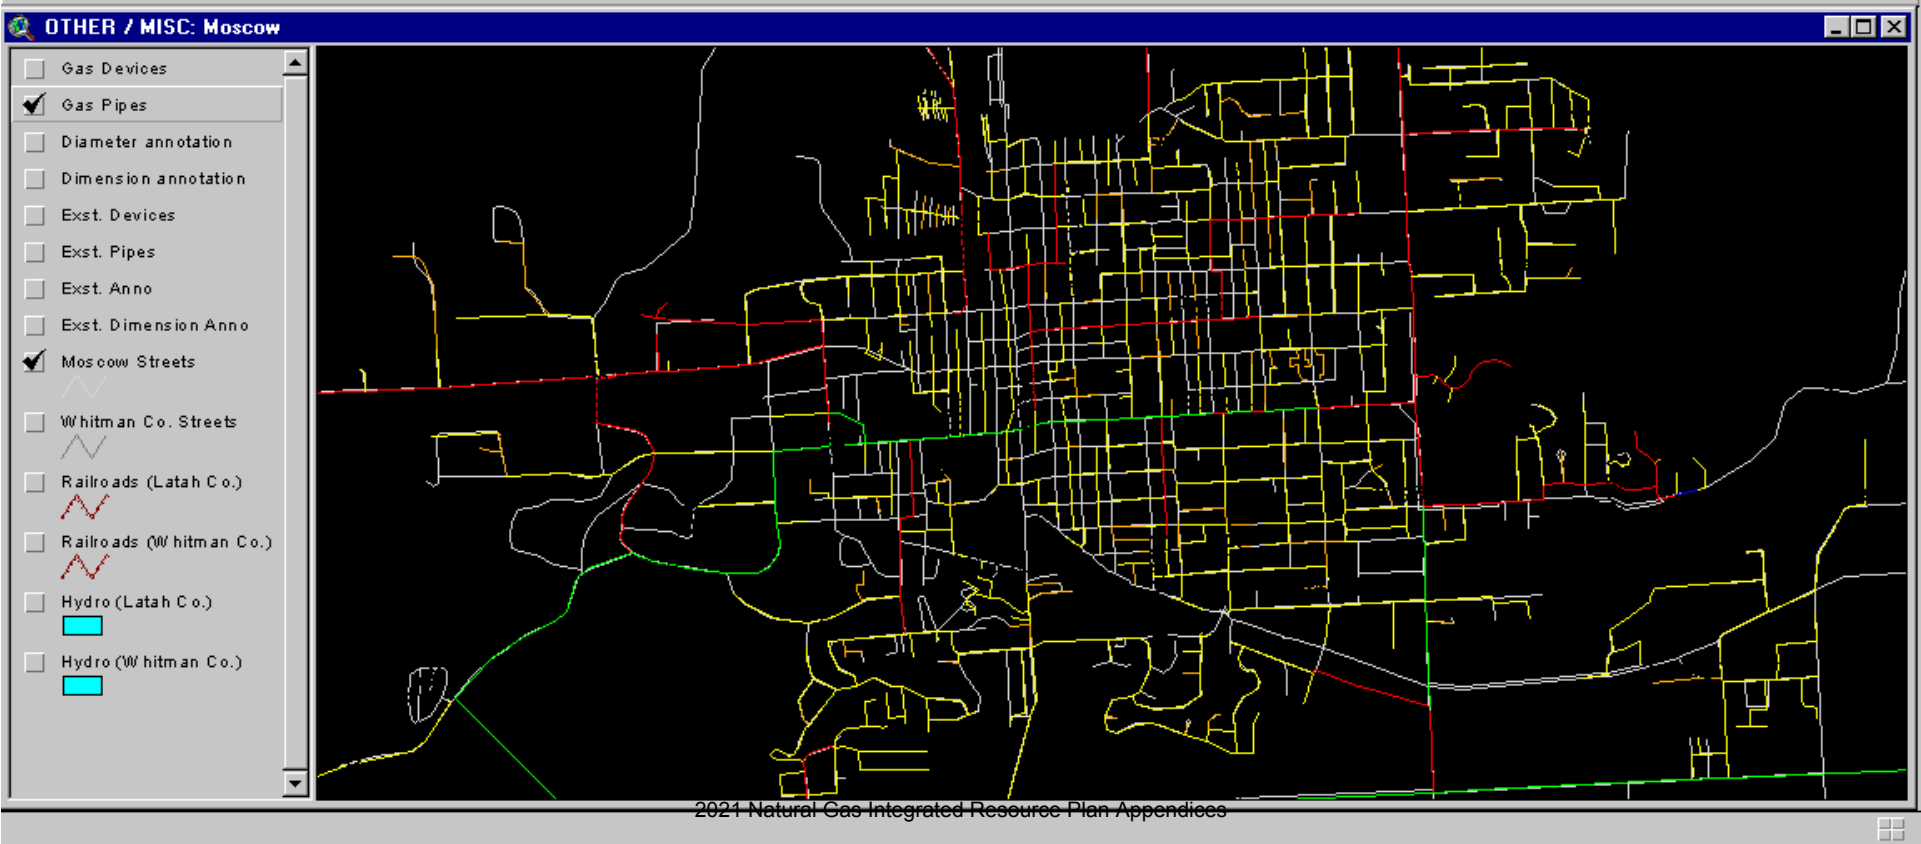 OTHER / MISC: Moscow
Gas Devices
Gas Pipes
Diameter annotation
Dimension annotation
Exst. Devices
Exst. Pipes
Exst. Anno
Exst. Dimension Anno
Moscow Streets
Whitman Co. Streets
Railroads (Latah Co.)
Railroads (Whitman Co.)
Hydro (Latah Co.)
Hydro (Whitman Co.)
2021 Natural Gas Integrated Resource Plan Appendices